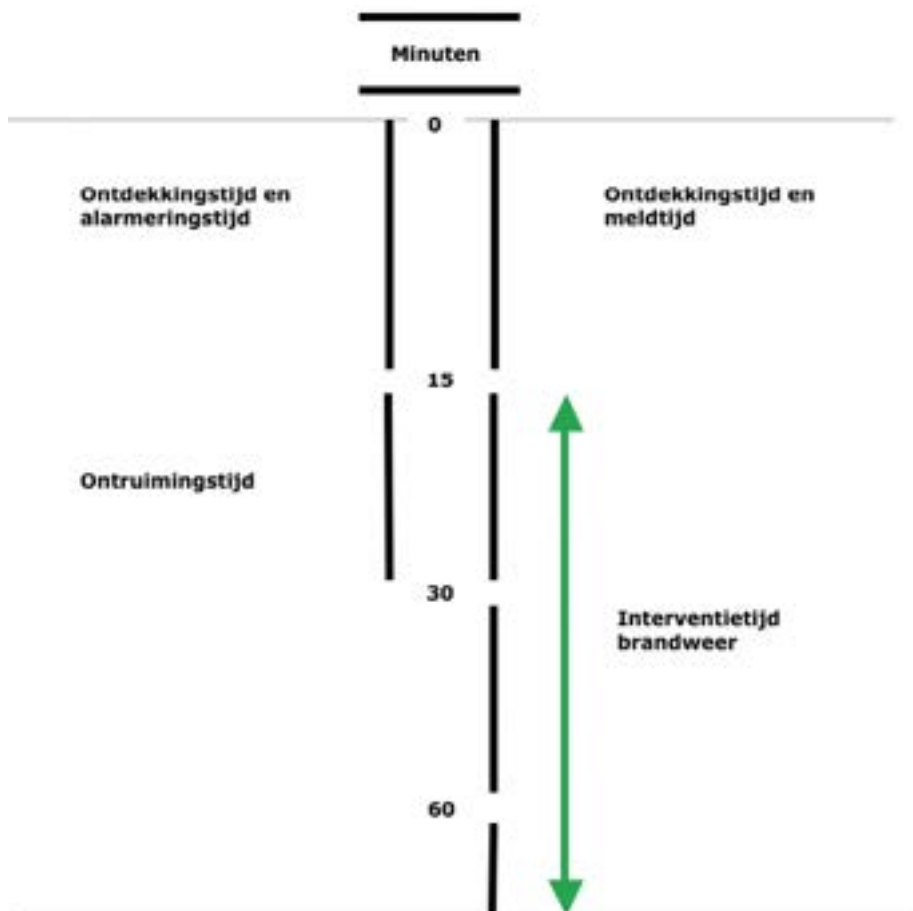 Minuten
0
Ontdekkingstijd en
alarmeringstijd
Ontdekkingstijd en
meldtijd
15
Ontruimingstijd
30
Interventietijd
brandweer
60